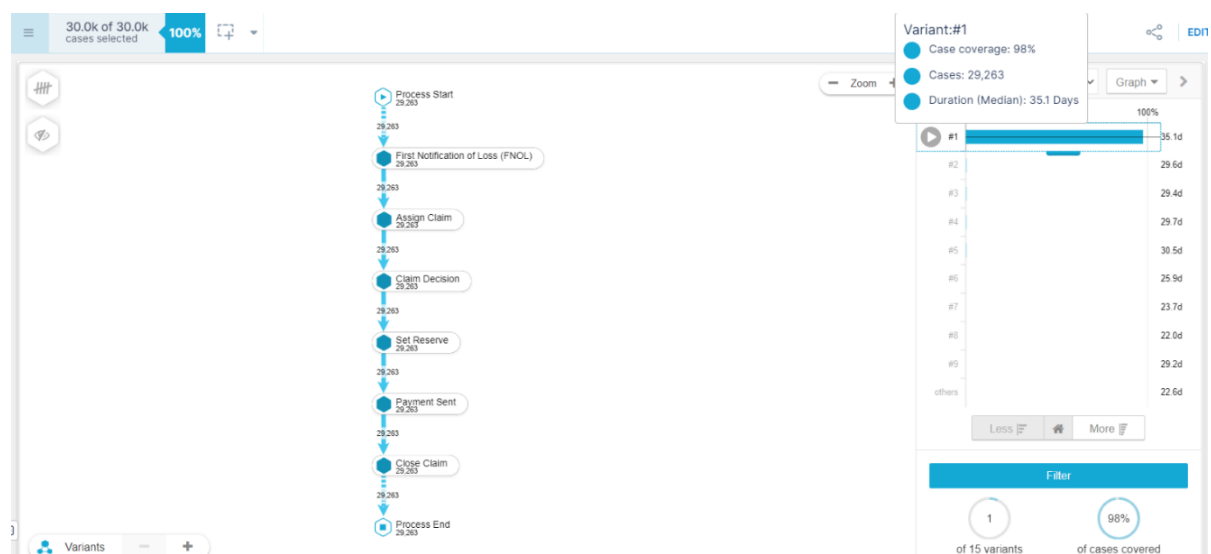 30.0k of 30.0k
cases selected
100%
Variant:#1
Case coverage: 98%
Cases: 29,263
Duration (Median): 35.1 Days
EDIT
Zoom
Graph
Process Start
29,263
29,263
First Notification of Loss (FNOL)
29,263
29,263
Assign Claim
29,263
29,263
Claim Decision
29,263
29,263
Set Reserve
29,263
29,263
Payment Sent
29,263
29,263
Close Claim
29,263
29,263
Process End
29,263
Variants
100%
#1 35.1d
#2 29.6d
#3 29.4d
#4 29.7d
#5 30.5d
#6 25.9d
#7 23.7d
#8 22.0d
#9 29.2d
others 22.6d
Less
More
Filter
1
of 15 variants
98%
of cases covered